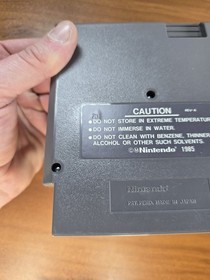 CAUTION
• DO NOT STORE IN EXTREME TEMPERATUR
• DO NOT IMMERSE IN WATER.
• DO NOT CLEAN WITH BENZENE, THINNER
ALCOHOL OR OTHER SUCH SOLVENTS.
©®Nintendo® 1985
Nintendo
MADE IN JAPAN